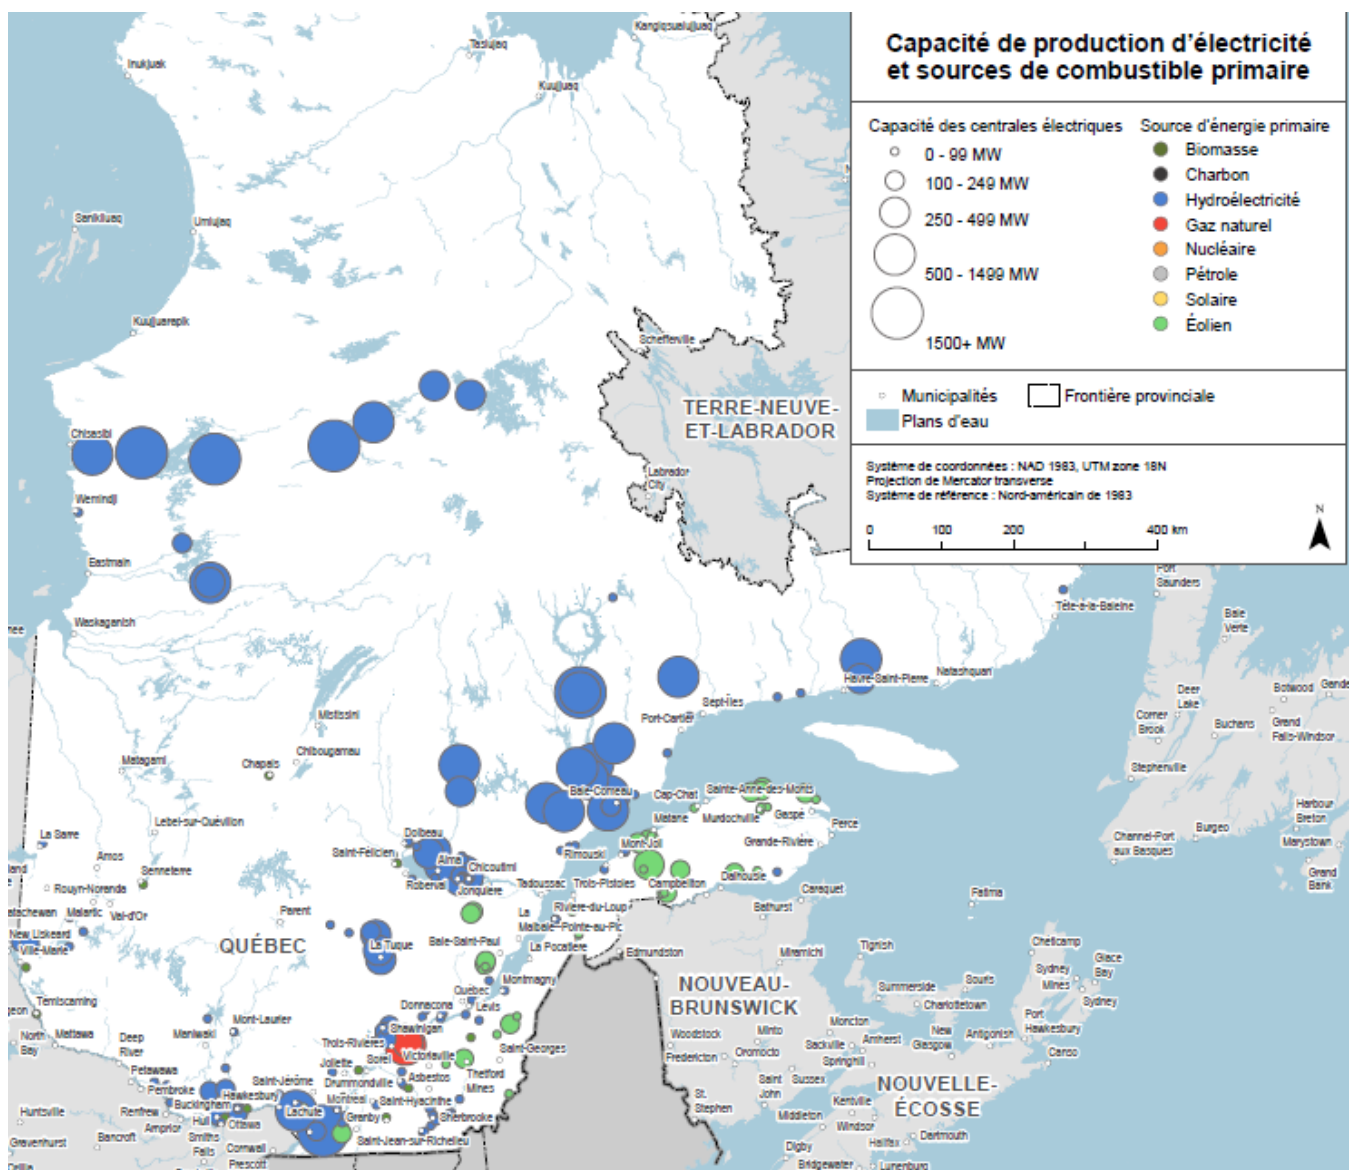 Capacité de production d'électricité
et sources de combustible primaire
Capacité des centrales électriques
0 - 99 MW
100 - 249 MW
250 - 499 MW
500 - 1499 MW
1500+ MW
Source d'énergie primaire
Biomasse
Charbon
Hydroélectricité
Gaz naturel
Nucléaire
Pétrole
Solaire
Éolien
Municipalités
Frontière provinciale
Plans d'eau
Système de coordonnées : NAD 1983, UTM zone 18N
Projection de Mercator transverse
Système de référence : Nord-américain de 1983
0 100 200 400 km
N
Kangiqsualujjuaq
Tasiujaq
Inukjuak
Kuujjuaq
Sanikiluaq
Umiujaq
Kuujjuarapik
Schefferville
TERRE-NEUVE-
ET-LABRADOR
Chisasibi
Labrador
City
Wemindji
Eastmain
Waskaganish
Port
Saunders
Tête-à-la-Baleine
Baie
Verte
Havre-Saint-Pierre
Natashquan
Sept-Îles
Port-Cartier
Mistissini
Deer
Lake
Botwood
Corner
Brook
Buchans
Grand
Falls-Windsor
Matagami
Chapais
Chibougamau
Stephenville
Baie-Comeau
Cap-Chat
Sainte-Anne-des-Monts
Matane
Murdochville
Gaspé
Perce
Harbour
Breton
Burgeo
Marystown
Channel-Port
aux Basques
Grand
Bank
Lebel-sur-Quévillon
La Sarre
Amos
Senneterre
Rouyn-Noranda
Malartic
Val-d'Or
Dolbeau
Saint-Félicien
Alma
Chicoutimi
Roberval
Jonquiere
Tadoussac
Rimouski
Mont-Joli
Grande-Rivière
Trois-Pistoles
Campbellton
Dalhousie
Caraquet
Bathurst
Fatima
Parent
La
Malbaie-Pointe-au-Pic
Riviere-du-Loup
New Liskeard
Ville-Marie
QUÉBEC
La Tuque
Baie-Saint-Paul
La Pocatiere
Edmundston
Miramichi
Tignish
Cheticamp
Glace
Bay
Sydney
Mines
Sydney
NOUVEAU-
BRUNSWICK
Summerside
Souris
Charlottetown
Port
Hawkesbury
Temiscaming
Montmagny
Québec
Levis
Donnacona
North
Bay
Mattawa
Deep
River
Maniwaki
Mont-Laurier
Shawinigan
Trois-Rivières
Saint-Georges
Woodstock
Minto
Moncton
New
Glasgow
Antigonish
Canso
Sackville
Amherst
Fredericton
Oromocto
Springhill
Petawawa
Joliette
Sorel
Victoriaville
Thetford
Mines
Asbestos
Drummondville
Saint-Jérôme
Pembroke
Hawkesbury
Buckingham
Lachute
Montreal
Saint-Hyacinthe
Granby
Sherbrooke
Saint-Jean-sur-Richelieu
Saint
John
Sussex
St.
Stephen
NOUVELLE-
ÉCOSSE
Kentville
Middleton
Windsor
Halifax
Dartmouth
Digby
Bridgewater
Lunenburg
Huntsville
Renfrew
Arnprior
Hull
Ottawa
Smiths
Falls
Cornwall
Prescott
Gravenhurst
Bancroft